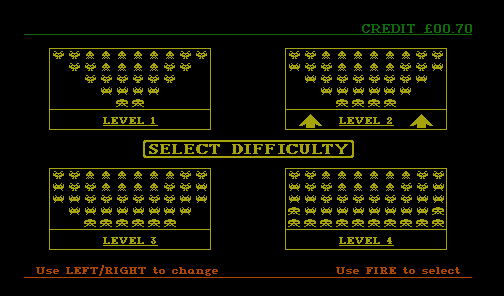 CREDIT £00.70
LEVEL 1
LEVEL 2
SELECT DIFFICULTY
LEVEL 3
LEVEL 4
Use LEFT/RIGHT to change
Use FIRE to select